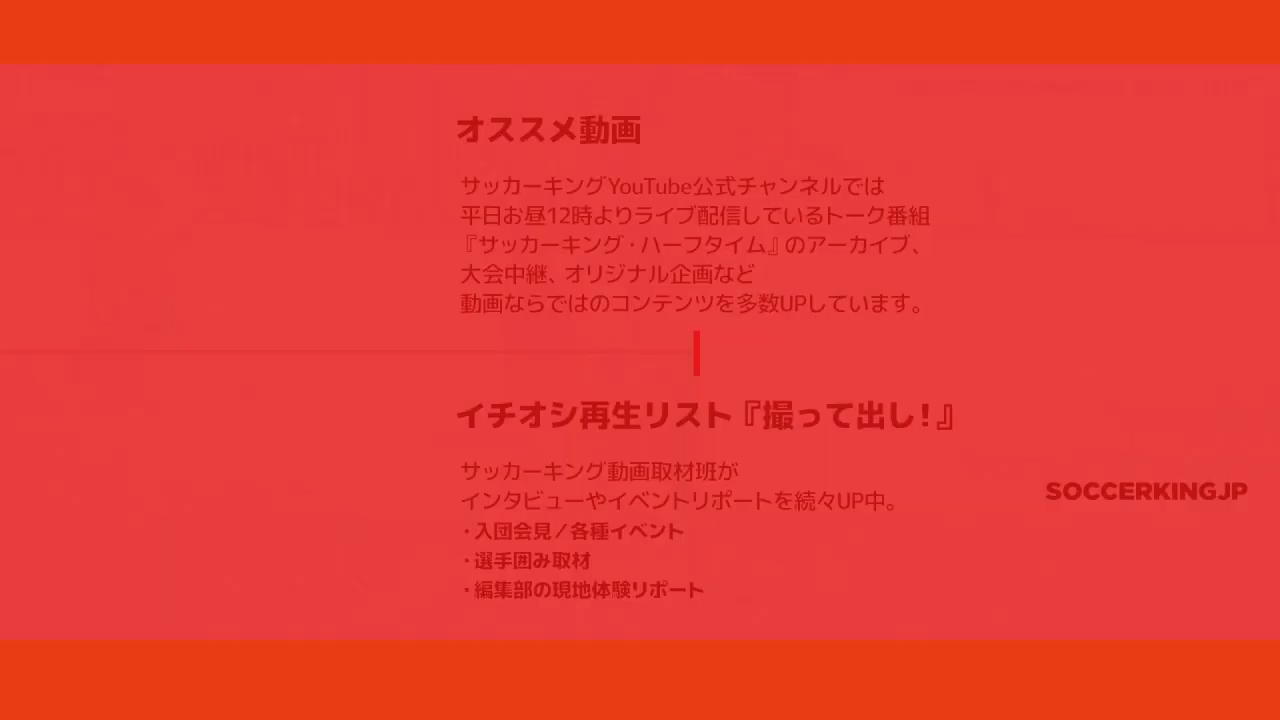 オススメ動画
サッカーキングYouTube公式チャンネルでは
平日お昼12時よりライブ配信しているトーク番組
『サッカーキング・ハーフタイム』のアーカイブ、
大会中継、オリジナル企画など
動画ならではのコンテンツを多数UPしています。
イチオシ再生リスト『撮って出し！』
サッカーキング動画取材班が
インタビューやイベントリポートを続々UP中。
・入団会見／各種イベント
・選手囲み取材
・編集部の現地体験リポート
SOCCERKINGJP